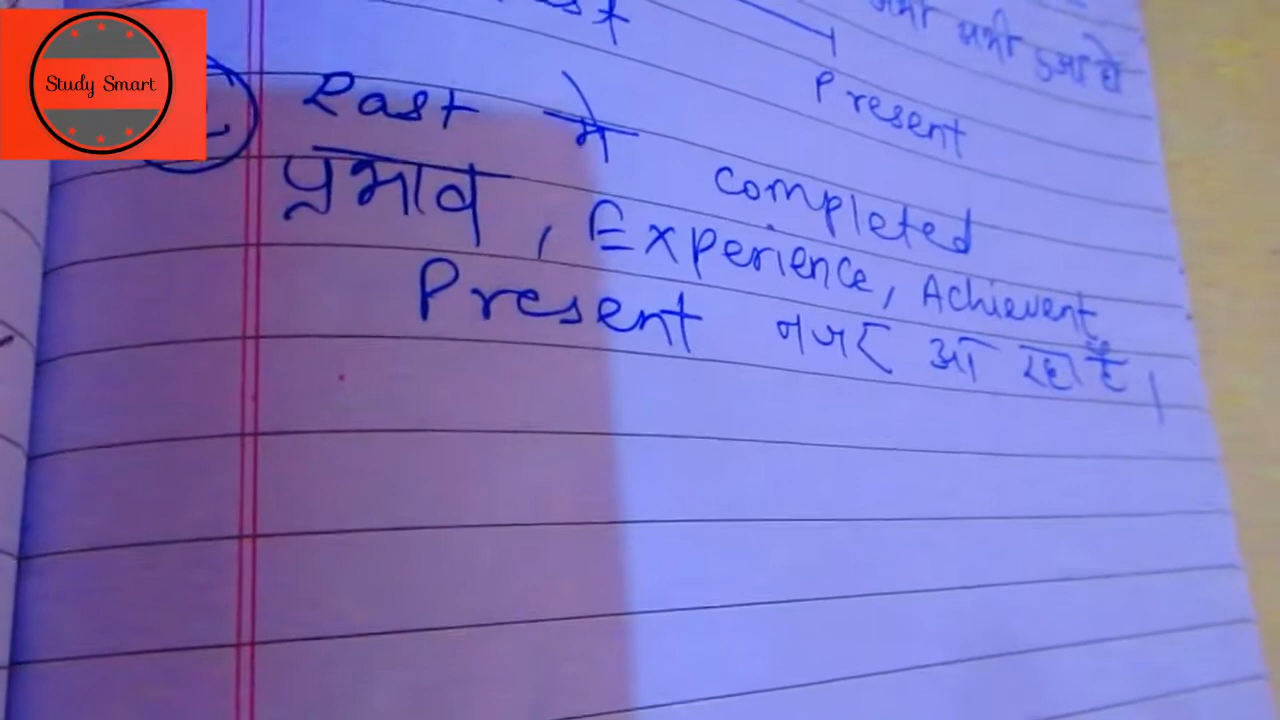 Study Smart
Present
Past मे completed
प्रभाव, Experience, Achievent
Present नजर आ रहा है।